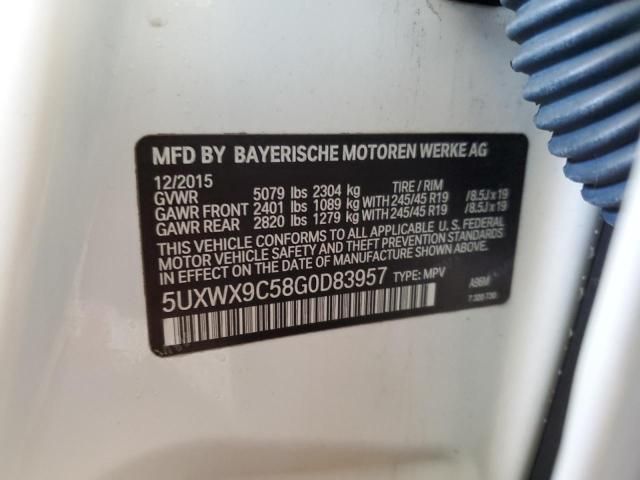 MFD BY BAYERISCHE MOTOREN WERKE AG
12/2015 TIRE / RIM
GVWR 5079 lbs 2304 kg
GAWR FRONT 2401 lbs 1089 kg WITH 245/45 R19 /8.5J x 19
GAWR REAR 2820 lbs 1279 kg WITH 245/45 R19 /8.5J x 19
THIS VEHICLE CONFORMS TO ALL APPLICABLE U. S. FEDERAL
MOTOR VEHICLE SAFETY, BUMPER, AND THEFT PREVENTION
STANDARDS IN EFFECT ON THE DATE OF MANUFACTURE SHOWN ABOVE.
5UXWX9C58G0D83957 TYPE: MPV
A96M